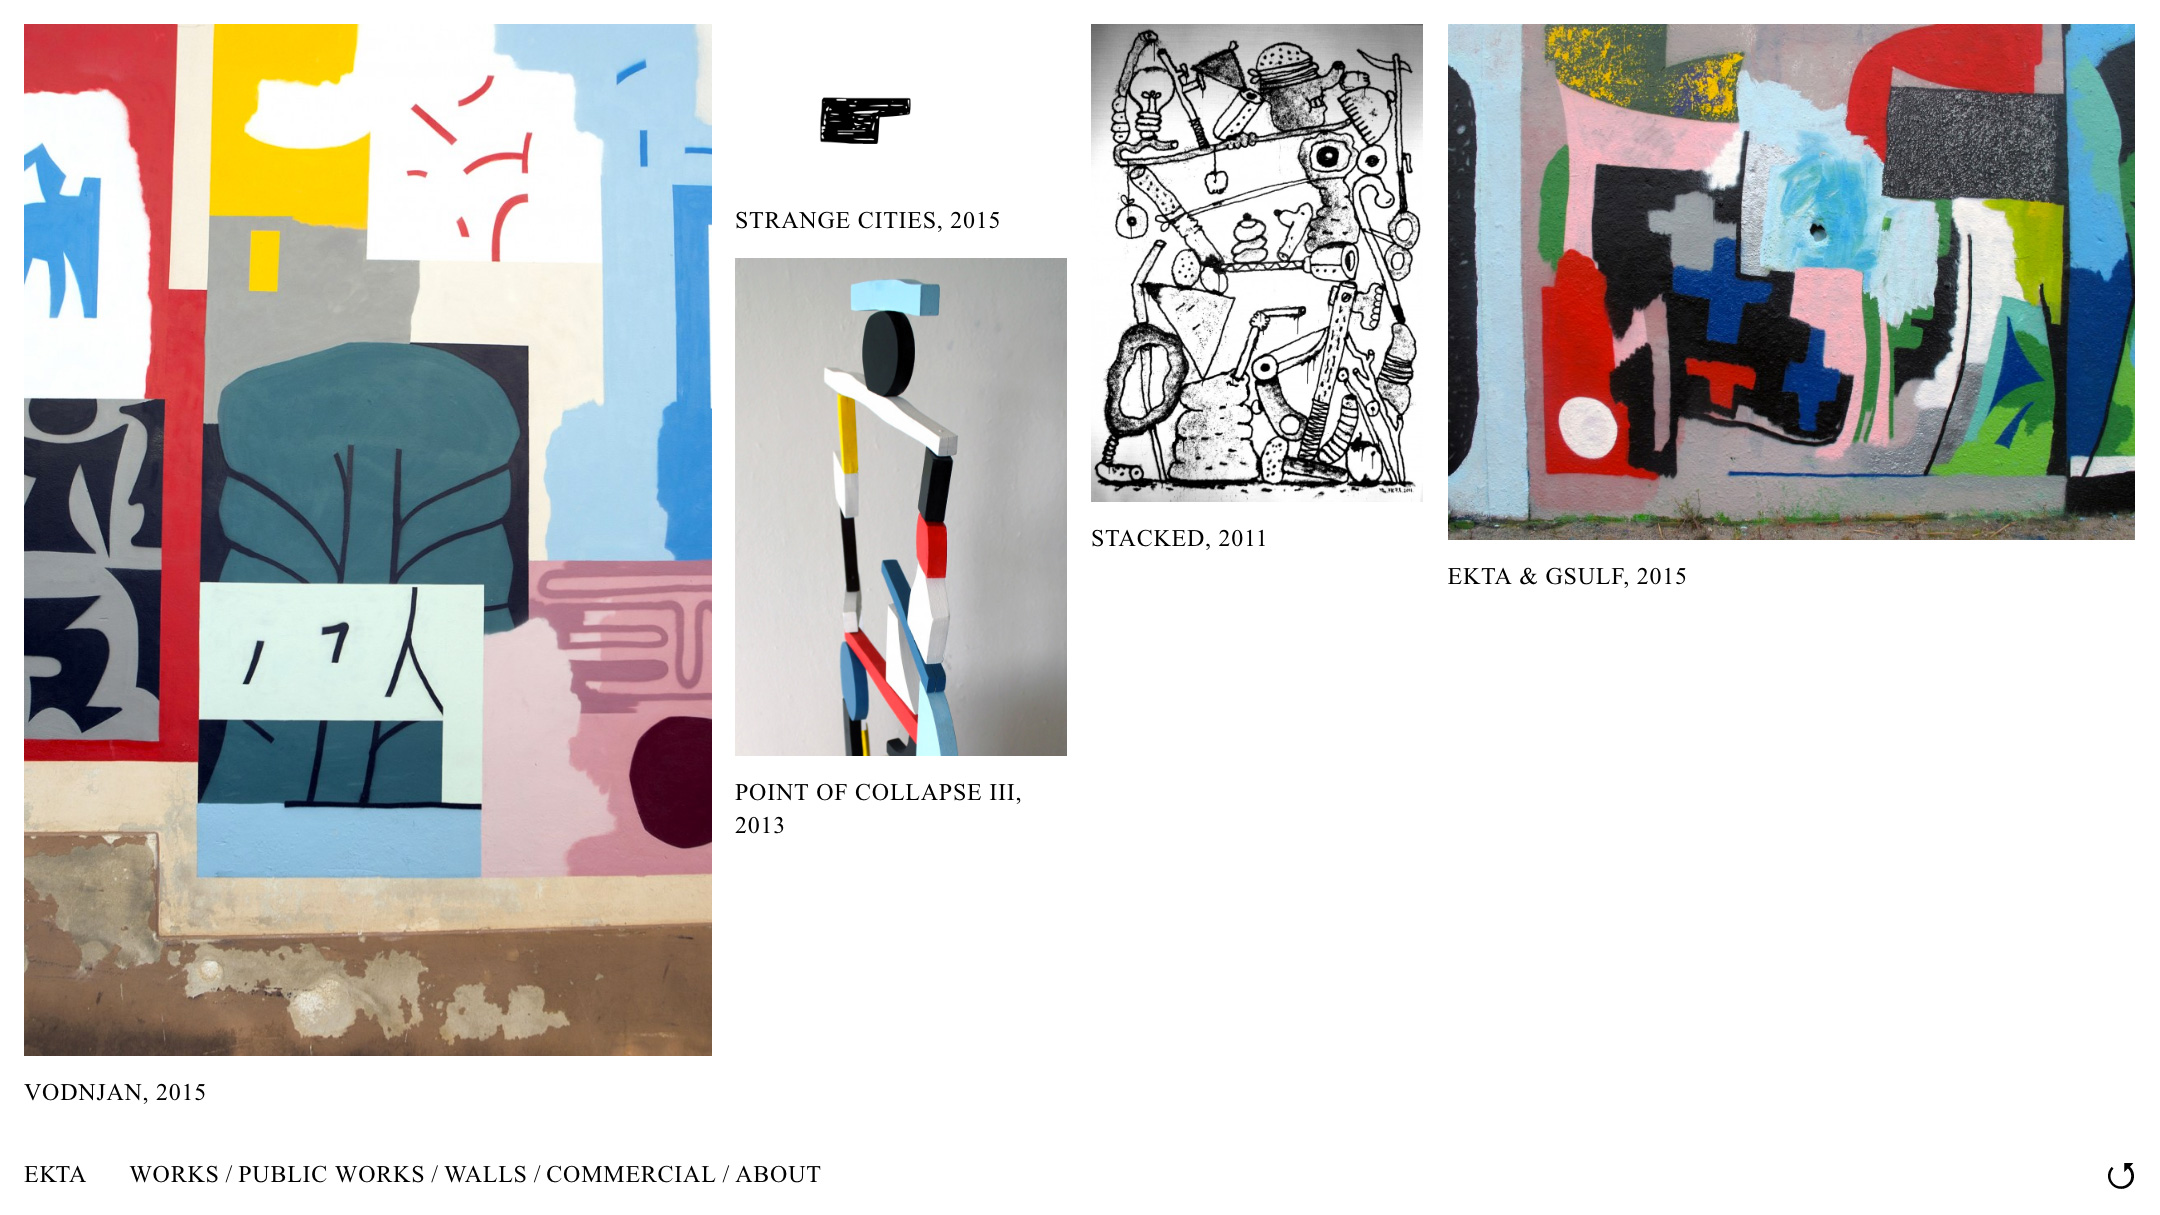 STRANGE CITIES, 2015
POINT OF COLLAPSE III,
2013
STACKED, 2011
EKTA & GSULF, 2015
VODNJAN, 2015
EKTA
WORKS / PUBLIC WORKS / WALLS / COMMERCIAL / ABOUT